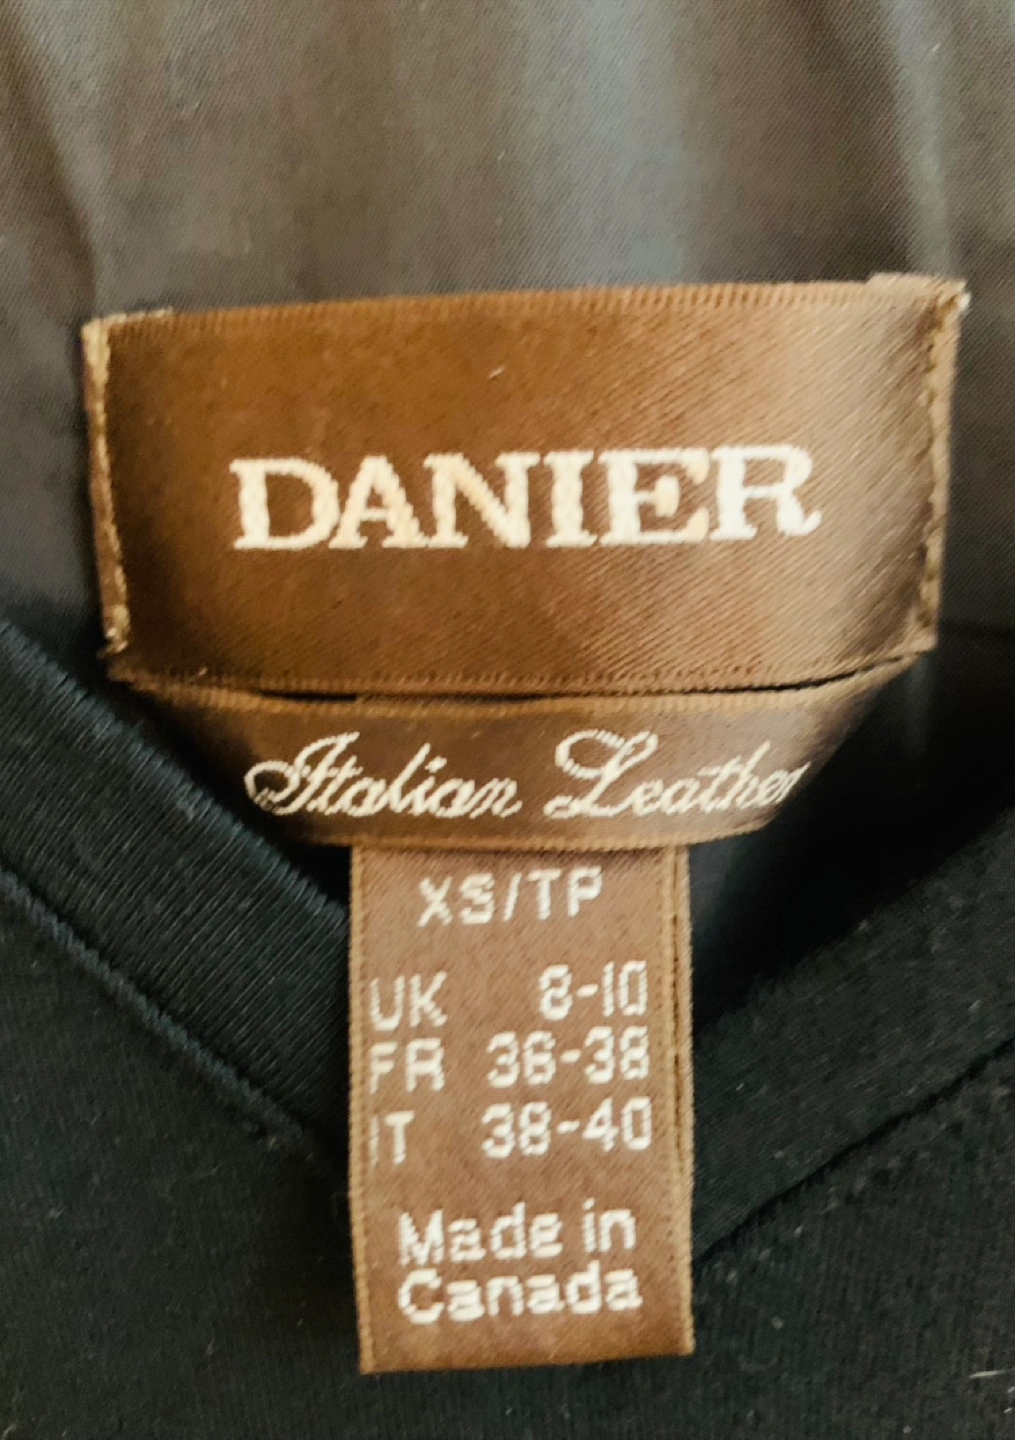 DANIER
Italian Leather
XS/TP
UK 8-10
FR 36-38
IT 38-40
Made in
Canada